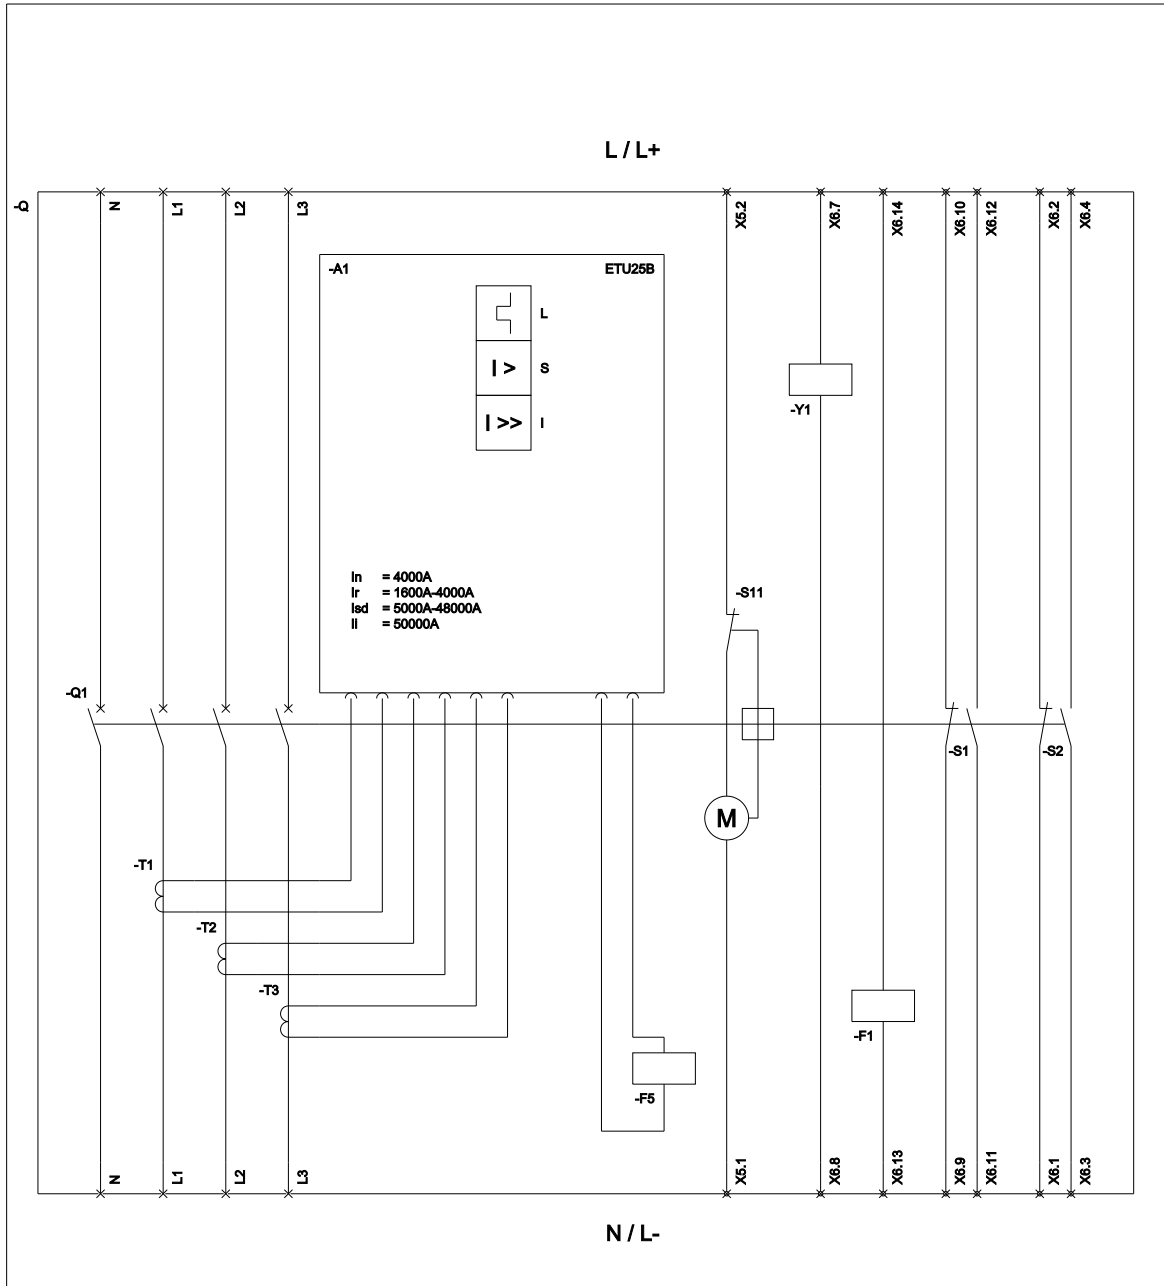 L / L+
-Q
N
L1
L2
L3
X5.2
X6.7
X6.14
X6.10
X6.12
X6.2
X6.4
-A1 ETU25B
L
I > S
I >> I
-Y1
In = 4000A
Ir = 1600A-4000A
Isd = 5000A-48000A
Ii = 50000A
-S11
-Q1
-S1
-S2
M
-T1
-T2
-T3
-F1
-F5
N
L1
L2
L3
X5.1
X6.8
X6.13
X6.9
X6.11
X6.1
X6.3
N / L-